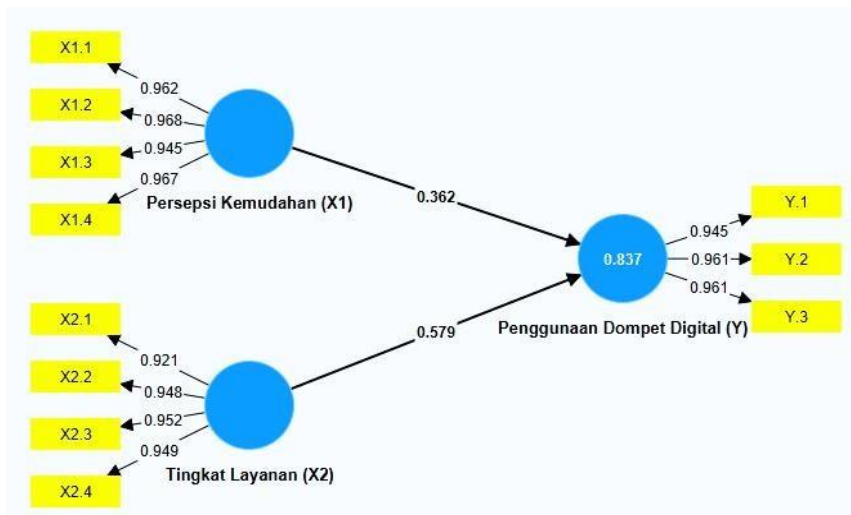 X1.1
0.962
X1.2
0.968
X1.3
0.945
0.967
X1.4
Persepsi Kemudahan (X1)
0.362
X2.1
0.921
X2.2
0.948
X2.3
0.952
0.949
X2.4
Tingkat Layanan (X2)
0.579
0.837
Penggunaan Dompet Digital (Y)
Y.1
0.945
0.961
Y.2
0.961
Y.3